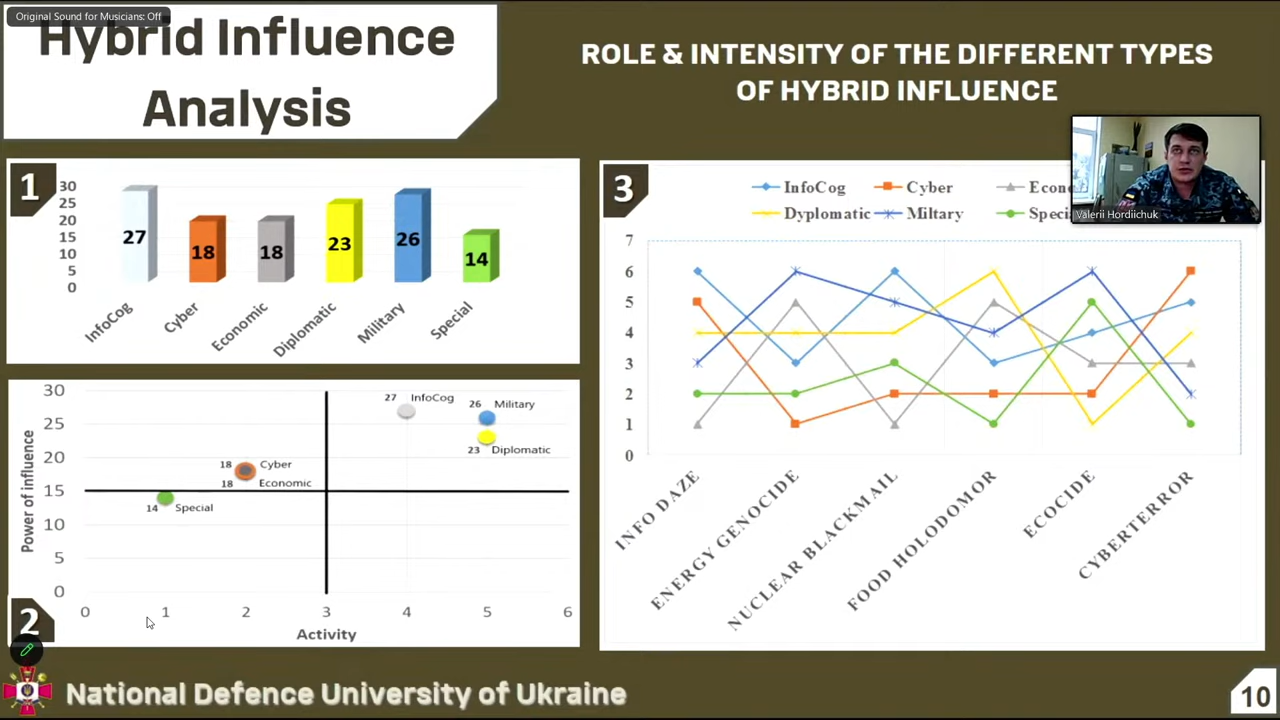 Original Sound for Musicians: Off
Hybrid Influence
Analysis
ROLE & INTENSITY OF THE DIFFERENT TYPES
OF HYBRID INFLUENCE
1
30
25
20
15
10
5
0
27
18
18
23
26
14
InfoCog
Cyber
Economic
Diplomatic
Military
Special
2
Power of influence
30
25
20
15
10
5
0
27 InfoCog
26 Military
23 Diplomatic
18 Cyber
18 Economic
14 Special
0 1 2 3 4 5 6
Activity
3
InfoCog Cyber
Dyplomatic Miltary
Valerii Hordiichuk
7
6
5
4
3
2
1
0
INFO DAZE
ENERGY GENOCIDE
NUCLEAR BLACKMAIL
FOOD HOLODOMOR
ECOCIDE
CYBERTERROR
National Defence University of Ukraine
10